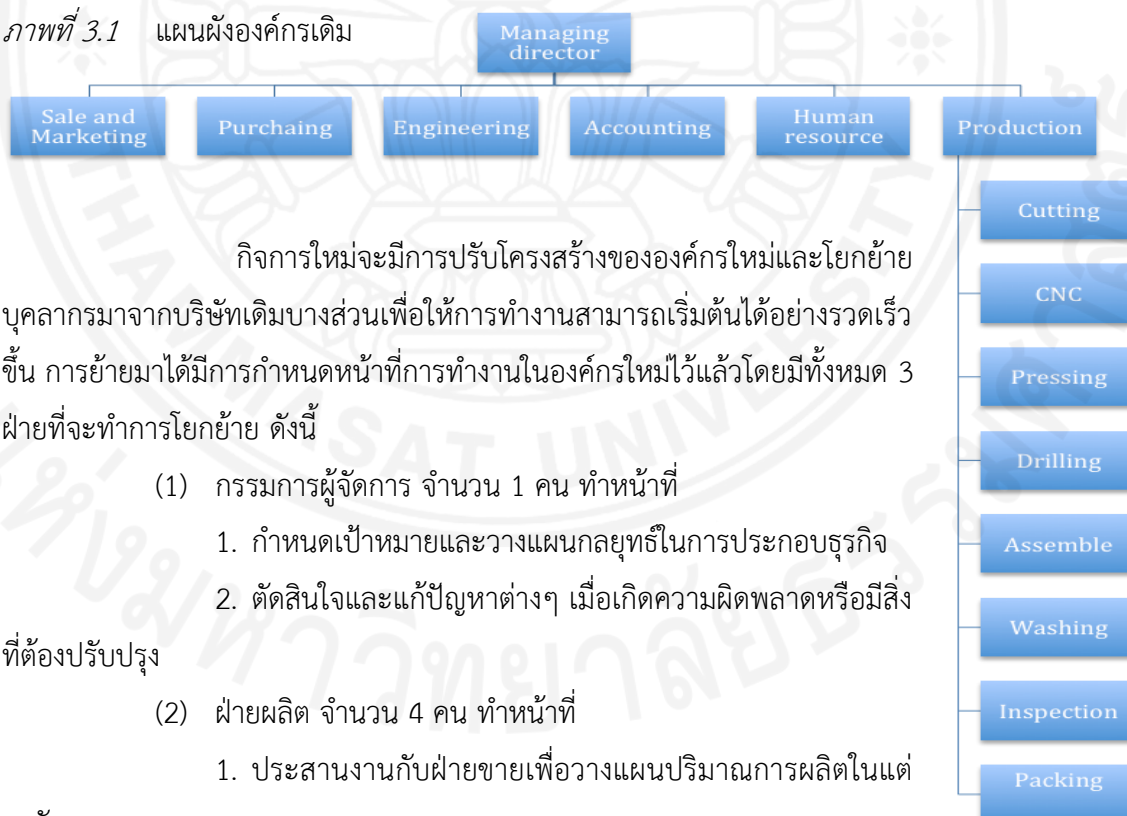 ภาพที่ 3.1 แผนผังองค์กรเดิม
Managing
director
Sale and
Marketing
Purchaing
Engineering
Accounting
Human
resource
Production
Cutting
CNC
Pressing
Drilling
Assemble
Washing
Inspection
Packing
กิจการใหม่จะมีการปรับโครงสร้างขององค์กรใหม่และโยกย้าย
บุคลากรมาจากบริษัทเดิมบางส่วนเพื่อให้การทำงานสามารถเริ่มต้นได้อย่างรวดเร็ว
ขึ้น การย้ายมาได้มีการกำหนดหน้าที่การทำงานในองค์กรใหม่ไว้แล้วโดยมีทั้งหมด 3
ฝ่ายที่จะทำการโยกย้าย ดังนี้
(1) กรรมการผู้จัดการ จำนวน 1 คน ทำหน้าที่
1. กำหนดเป้าหมายและวางแผนกลยุทธ์ในการประกอบธุรกิจ
2. ตัดสินใจและแก้ปัญหาต่างๆ เมื่อเกิดความผิดพลาดหรือมีสิ่ง
ที่ต้องปรับปรุง
(2) ฝ่ายผลิต จำนวน 4 คน ทำหน้าที่
1. ประสานงานกับฝ่ายขายเพื่อวางแผนปริมาณการผลิตในแต่
THAMMASAT UNIVERSITY